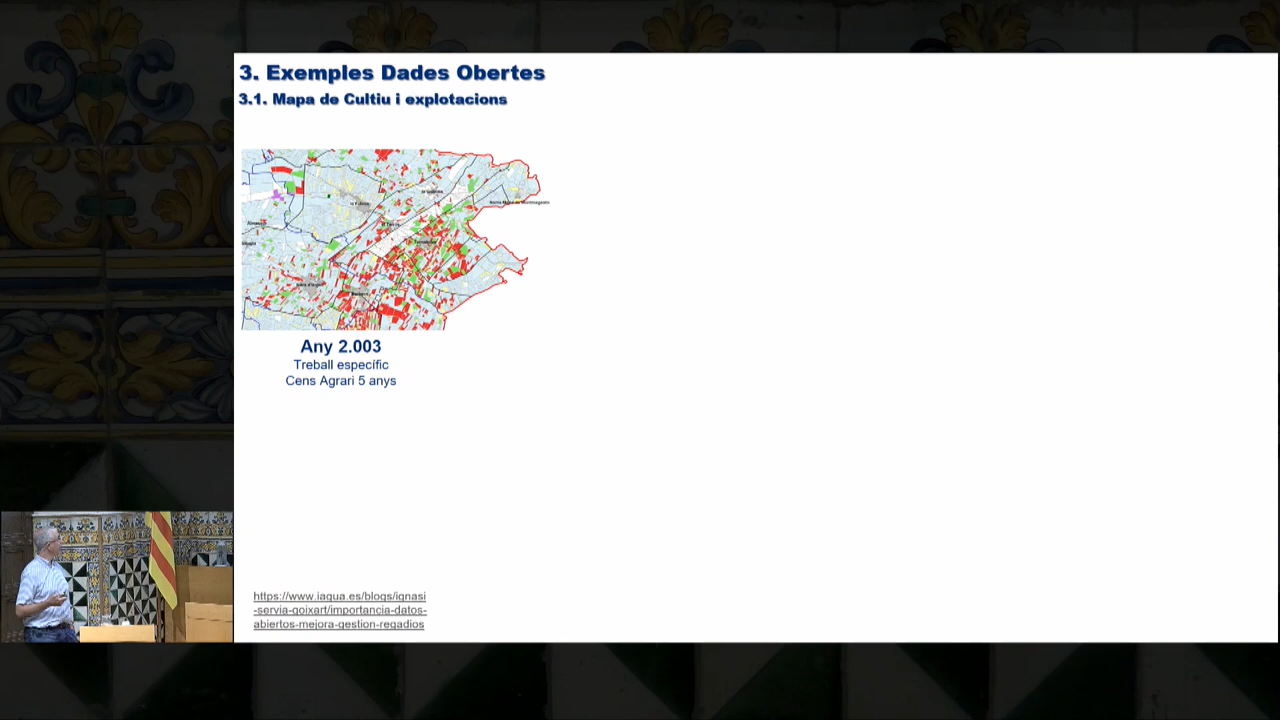 3. Exemples Dades Obertes
3.1. Mapa de Cultiu i explotacions
Any 2.003
Treball específic
Cens Agrari 5 anys
https://www.iagua.es/blogs/ignasi
-servia-goixart/importancia-datos-
abiertos-mejora-gestion-regadios